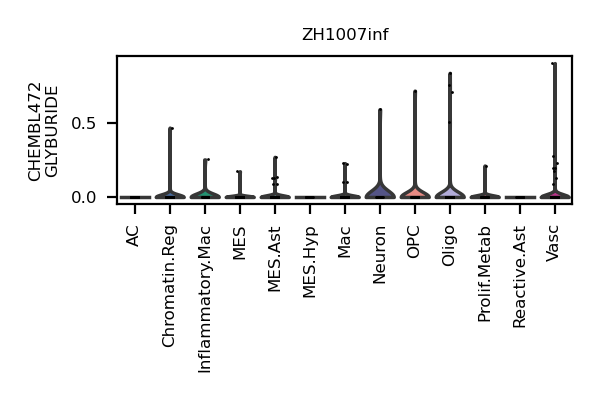 ZH1007inf
CHEMBL472
GLYBURIDE
0.5
0.0
AC
Chromatin.Reg
Inflammatory.Mac
MES
MES.Ast
MES.Hyp
Mac
Neuron
OPC
Oligo
Prolif.Metab
Reactive.Ast
Vasc